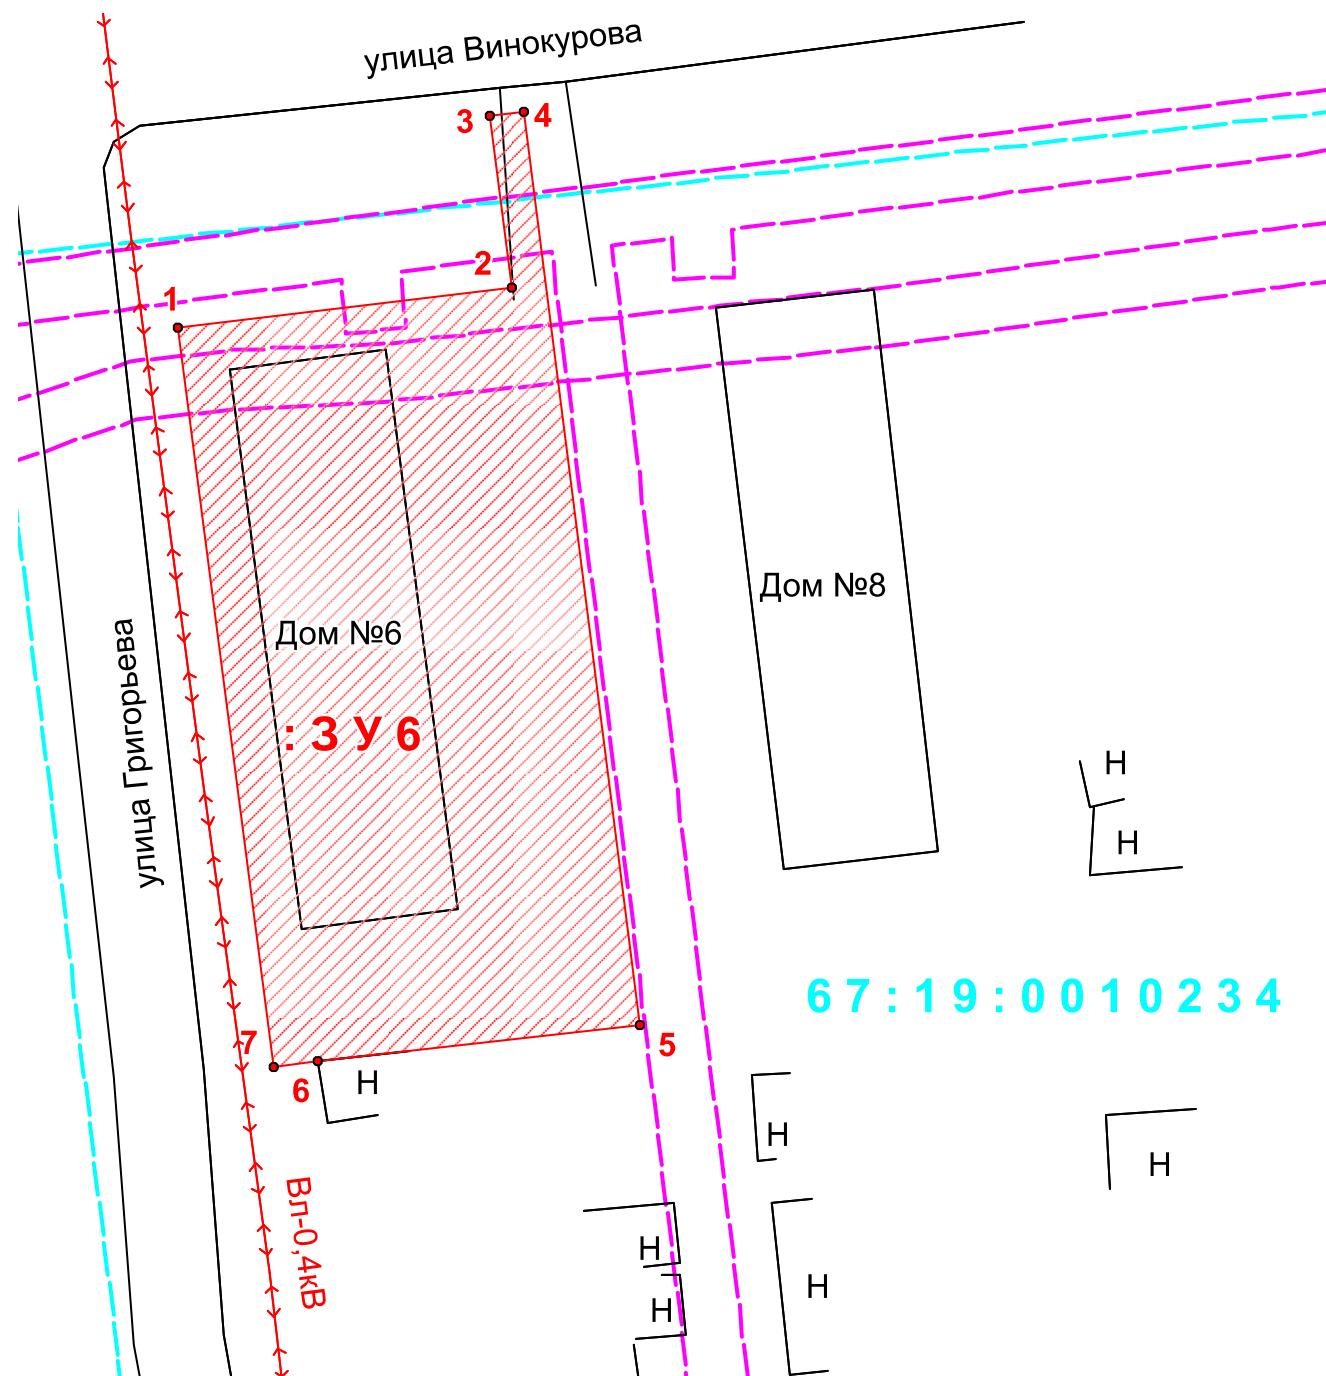 улица Винокурова
3
4
2
1
Дом №8
Дом №6
улица Григорьева
:ЗУ6
Н
Н
67:19:0010234
7
5
6
Н
Н
Н
Вл-0,4кВ
Н
Н
Н